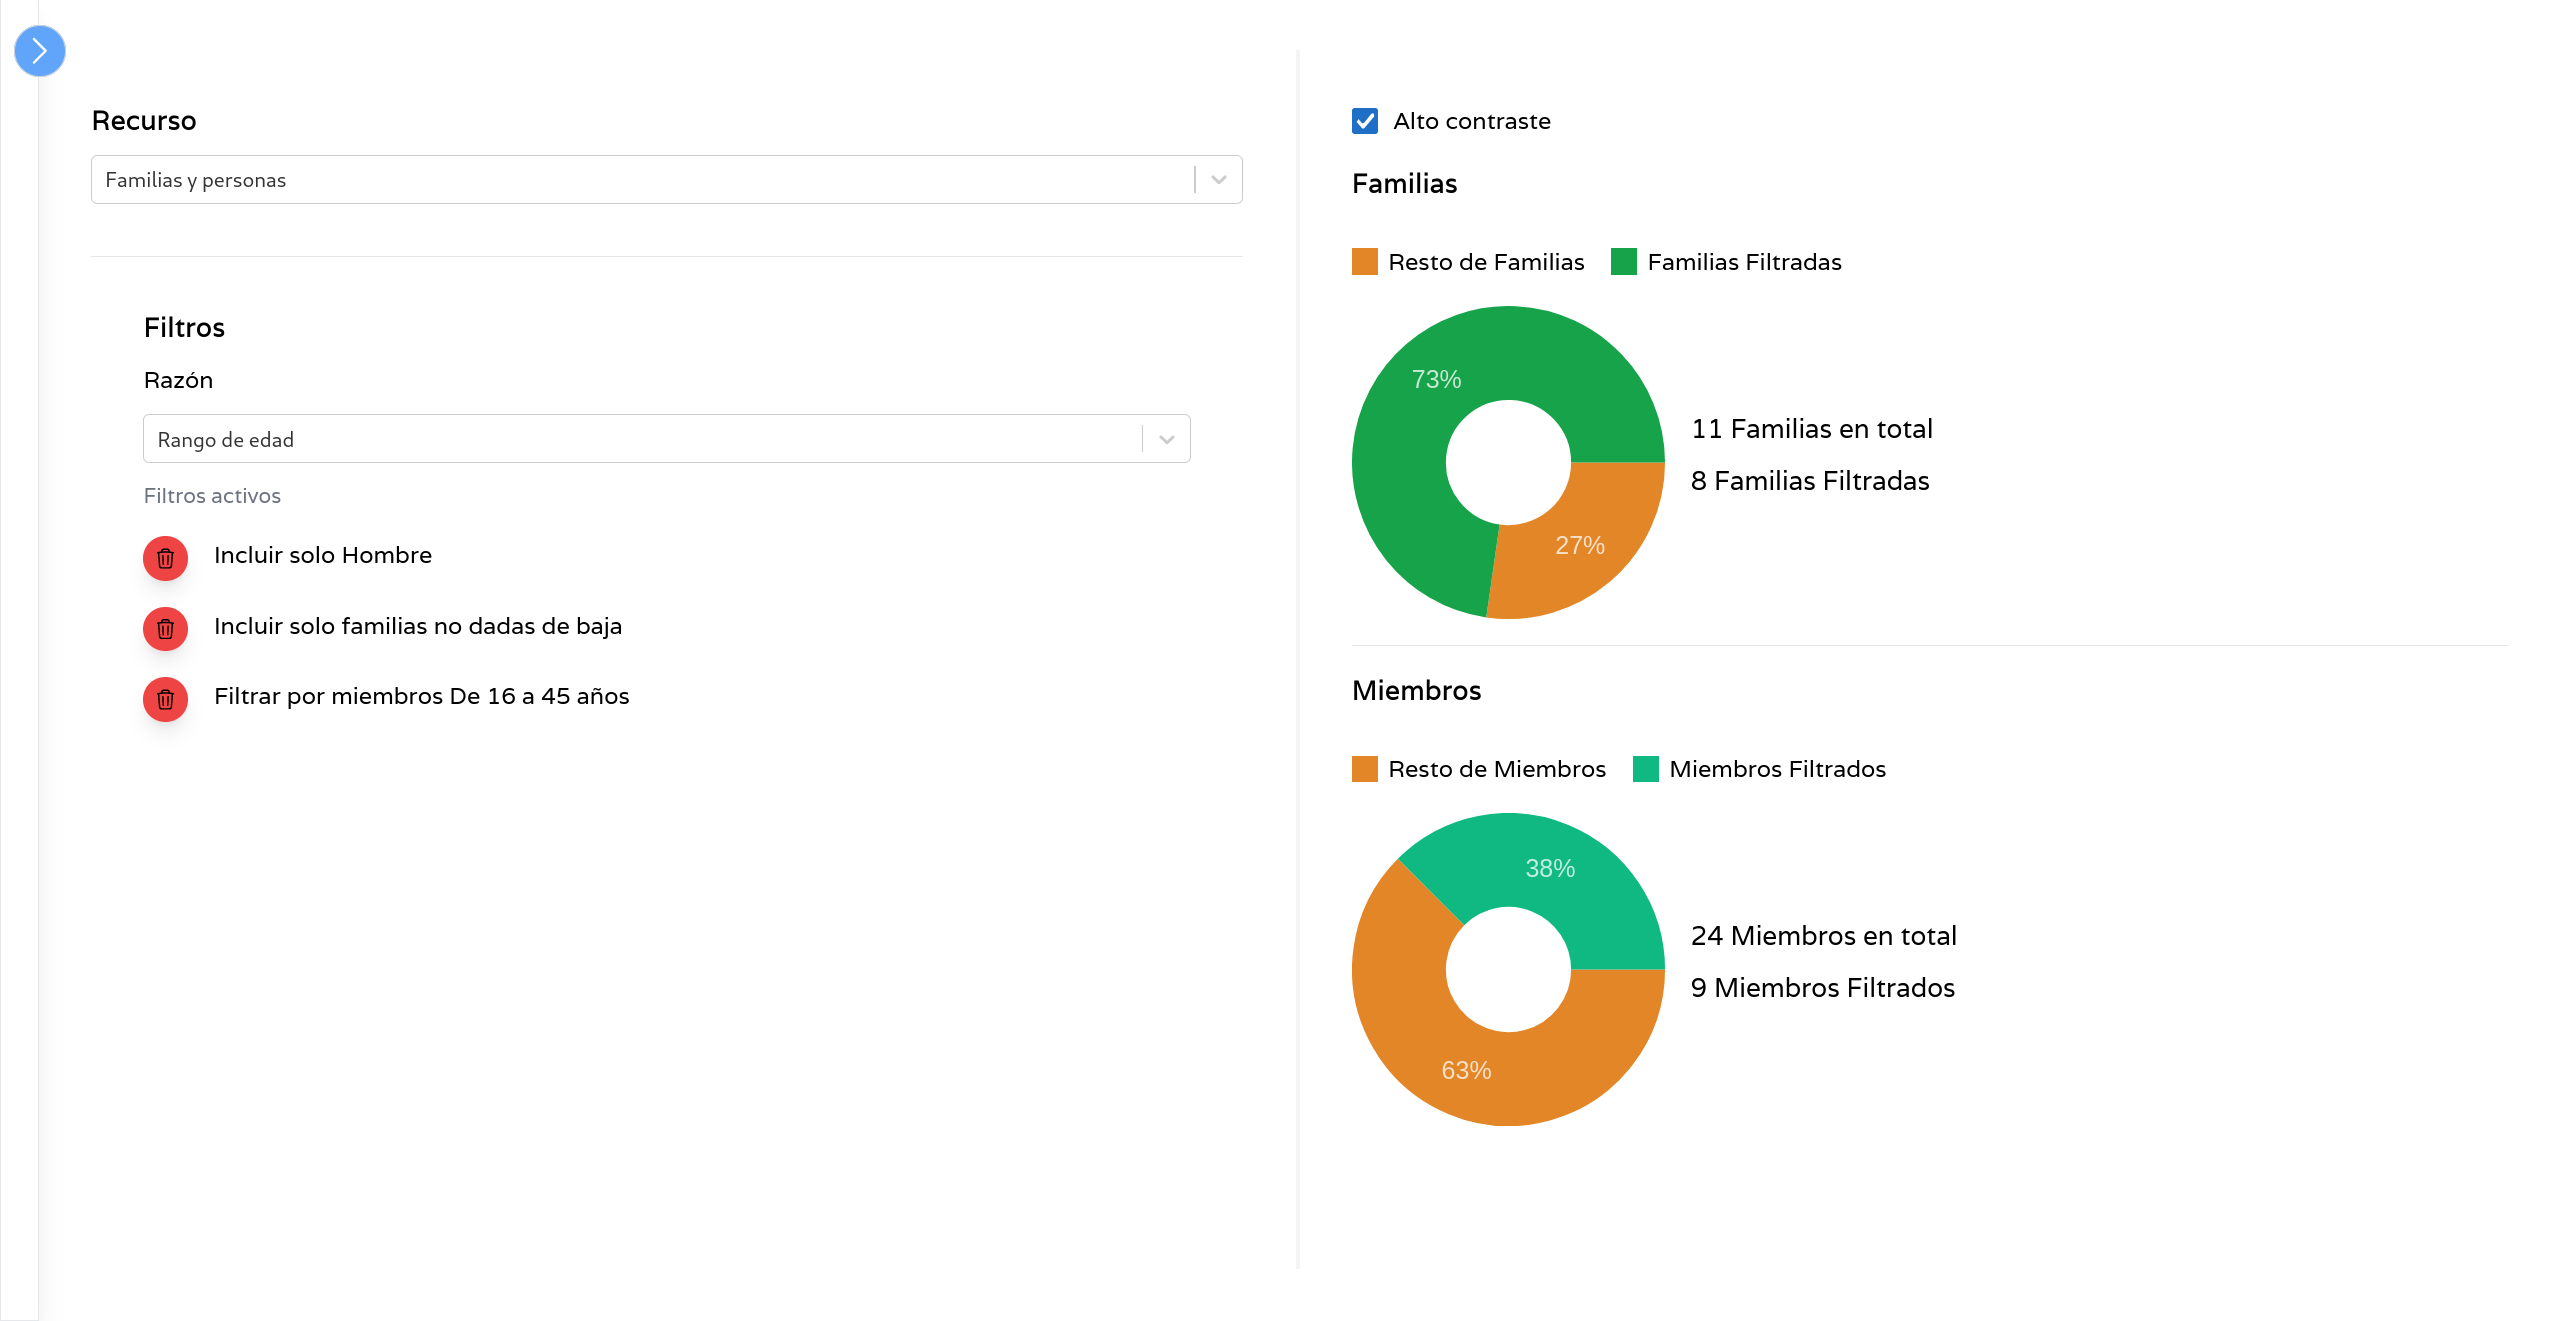 Recurso
Familias y personas
Filtros
Razón
Rango de edad
Filtros activos
Incluir solo Hombre
Incluir solo familias no dadas de baja
Filtrar por miembros De 16 a 45 años
Alto contraste
Familias
Resto de Familias Familias Filtradas
73%
27%
11 Familias en total
8 Familias Filtradas
Miembros
Resto de Miembros Miembros Filtrados
38%
63%
24 Miembros en total
9 Miembros Filtrados